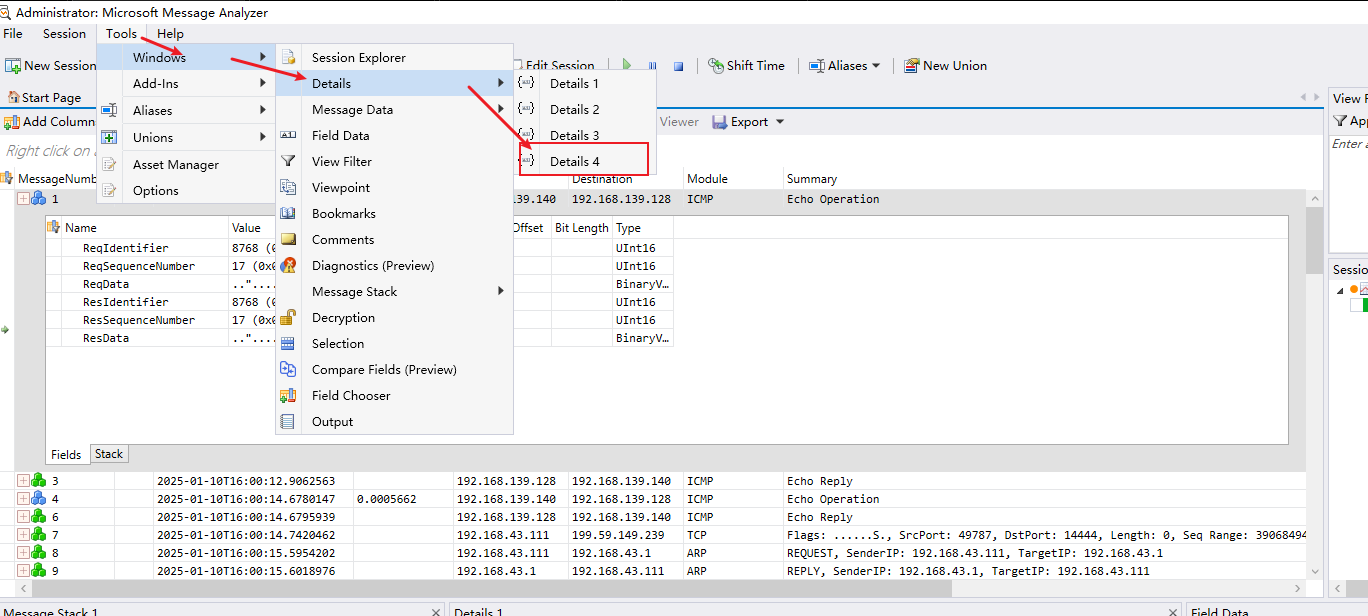 Administrator: Microsoft Message Analyzer
File Session Tools Help
New Session Edit Session Shift Time Aliases New Union
Start Page
Add Column Viewer Export
Right click on
Windows
Add-Ins
Aliases
Unions
Asset Manager
Options
Session Explorer
Details
Message Data
Field Data
View Filter
Viewpoint
Bookmarks
Comments
Diagnostics (Preview)
Message Stack
Decryption
Selection
Compare Fields (Preview)
Field Chooser
Output
Details 1
Details 2
Details 3
Details 4
View F
App
Enter a
Sessio
MessageNumb Destination Module Summary
1 39.140 192.168.139.128 ICMP Echo Operation
Name Value Offset Bit Length Type
ReqIdentifier 8768 (0 UInt16
ReqSequenceNumber 17 (0x0 UInt16
ReqData ..".... BinaryV…
ResIdentifier 8768 (0 UInt16
ResSequenceNumber 17 (0x0 UInt16
ResData ..".... BinaryV…
Fields Stack
3 2025-01-10T16:00:12.9062563 192.168.139.128 192.168.139.140 ICMP Echo Reply
4 2025-01-10T16:00:14.6780147 0.0005662 192.168.139.140 192.168.139.128 ICMP Echo Operation
6 2025-01-10T16:00:14.6795939 192.168.139.128 192.168.139.140 ICMP Echo Reply
7 2025-01-10T16:00:14.7420462 192.168.43.111 199.59.149.239 TCP Flags: ......S., SrcPort: 49787, DstPort: 14444, Length: 0, Seq Range: 39068494
8 2025-01-10T16:00:15.5954202 192.168.43.111 192.168.43.1 ARP REQUEST, SenderIP: 192.168.43.111, TargetIP: 192.168.43.1
9 2025-01-10T16:00:15.6018976 192.168.43.1 192.168.43.111 ARP REPLY, SenderIP: 192.168.43.1, TargetIP: 192.168.43.111
Message Stack 1 Details 1 Field Data